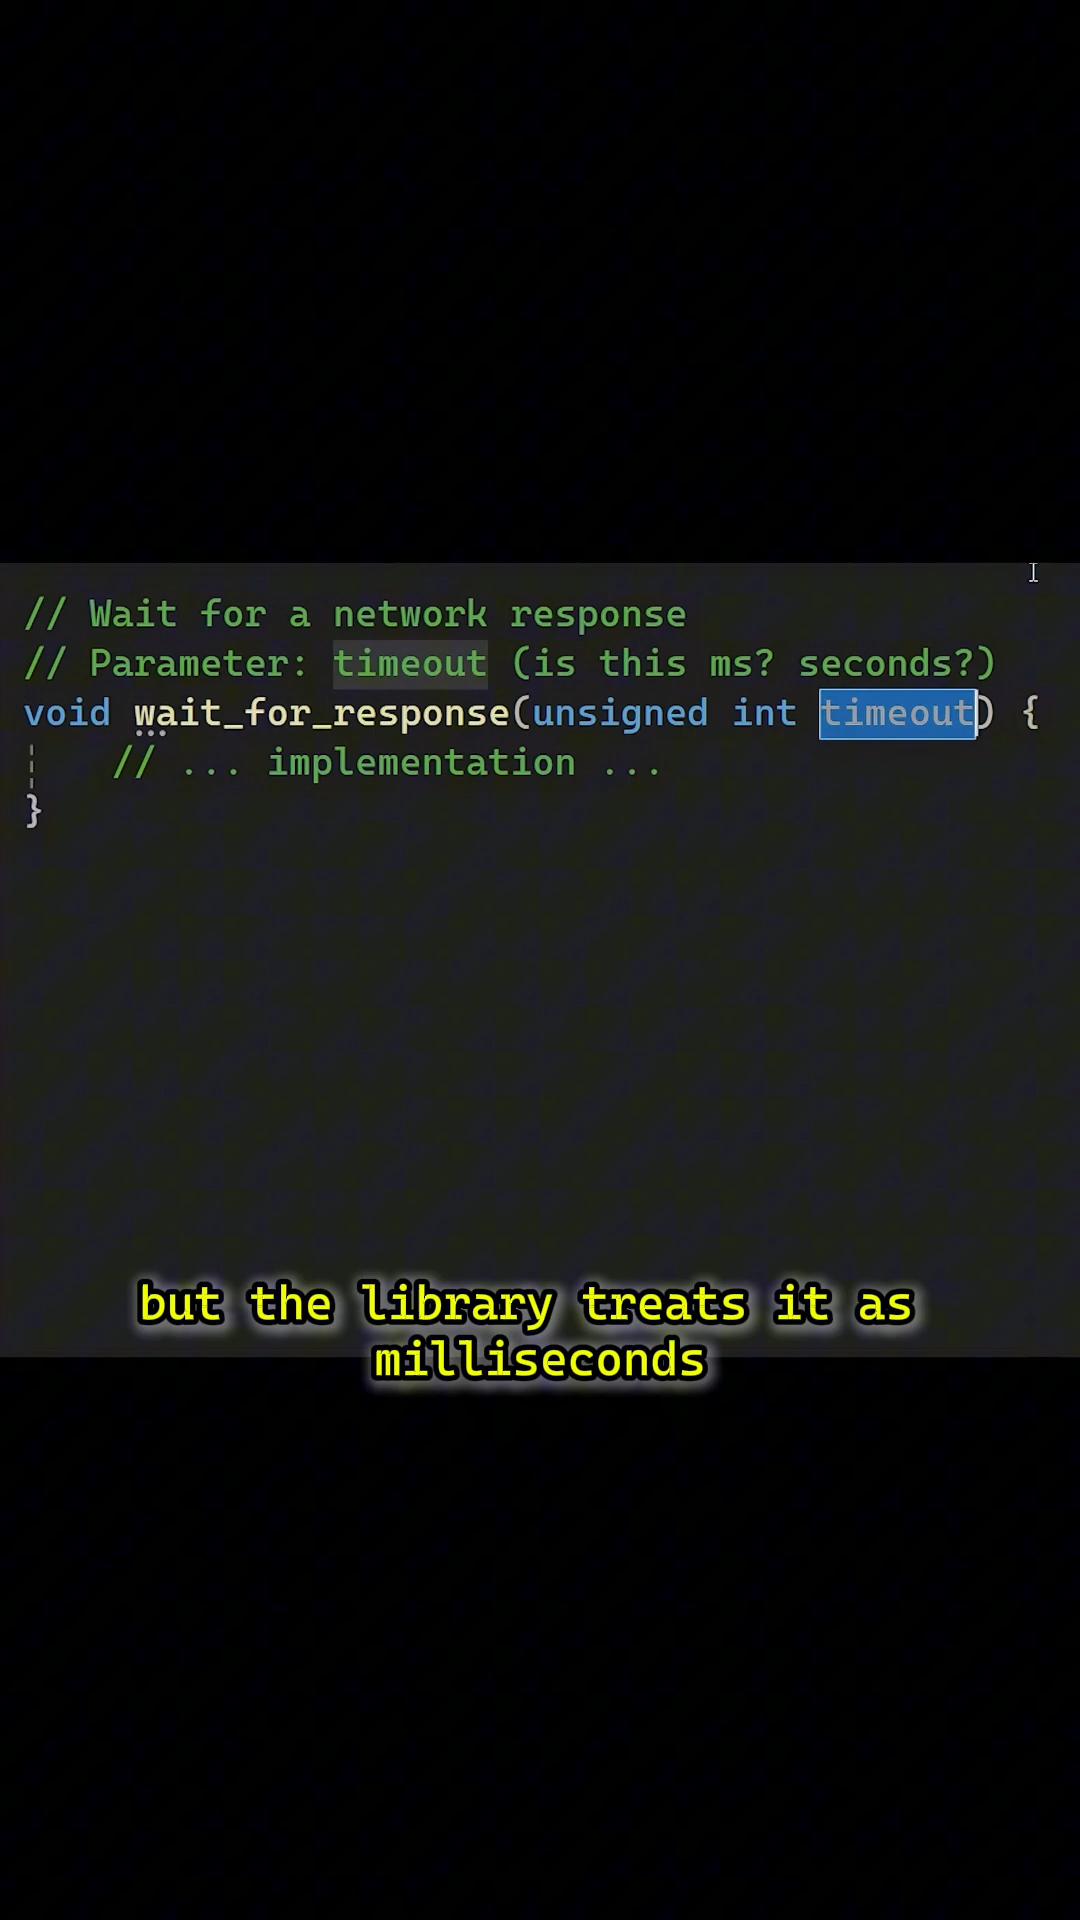 // Wait for a network response
// Parameter: timeout (is this ms? seconds?)
void wait_for_response(unsigned int timeout) {
// ... implementation ...
}
but the library treats it as
milliseconds